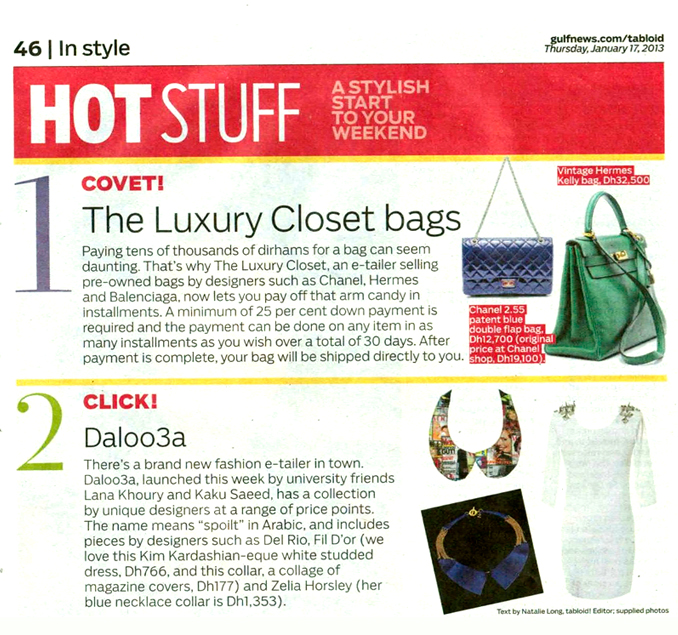 46 | In style
gulfnews.com/tabloid
Thursday, January 17, 2013
HOT STUFF
A STYLISH
START
TO YOUR
WEEKEND
1
COVET!
The Luxury Closet bags
Paying tens of thousands of dirhams for a bag can seem
daunting. That's why The Luxury Closet, an e-tailer selling
pre-owned bags by designers such as Chanel, Hermes
and Balenciaga, now lets you pay off that arm candy in
installments. A minimum of 25 per cent down payment is
required and the payment can be done on any item in as
many installments as you wish over a total of 30 days. After
payment is complete, your bag will be shipped directly to you.
Vintage Hermes
Kelly bag, Dh32,500
Chanel 2.55
patent blue
double flap bag,
Dh12,700 (original
price at Chanel
shop, Dh19,100).
2
CLICK!
Daloo3a
There's a brand new fashion e-tailer in town.
Daloo3a, launched this week by university friends
Lana Khoury and Kaku Saeed, has a collection
by unique designers at a range of price points.
The name means "spoilt" in Arabic, and includes
pieces by designers such as Del Rio, Fil D'or (we
love this Kim Kardashian-eque white studded
dress, Dh766, and this collar, a collage of
magazine covers, Dh177) and Zelia Horsley (her
blue necklace collar is Dh1,353).
Text by Natalie Long, tabloid! Editor; supplied photos